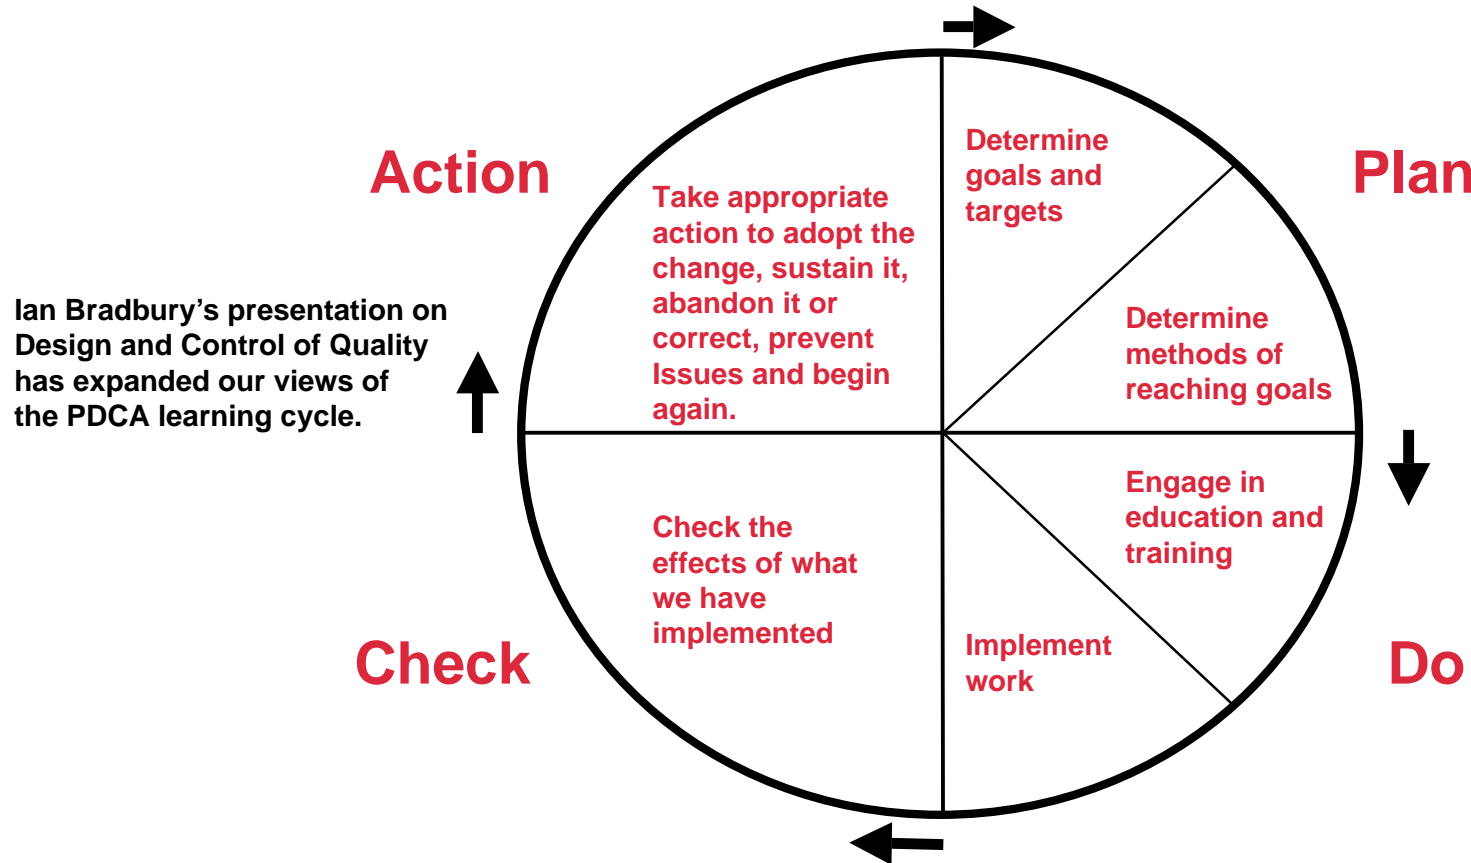 Action
Plan
Determine
goals and
targets
Take appropriate
action to adopt the
change, sustain it,
abandon it or
correct, prevent
Issues and begin
again.
Ian Bradbury’s presentation on
Design and Control of Quality
has expanded our views of
the PDCA learning cycle.
Determine
methods of
reaching goals
Engage in
education and
training
Check the
effects of what
we have
implemented
Implement
work
Check
Do